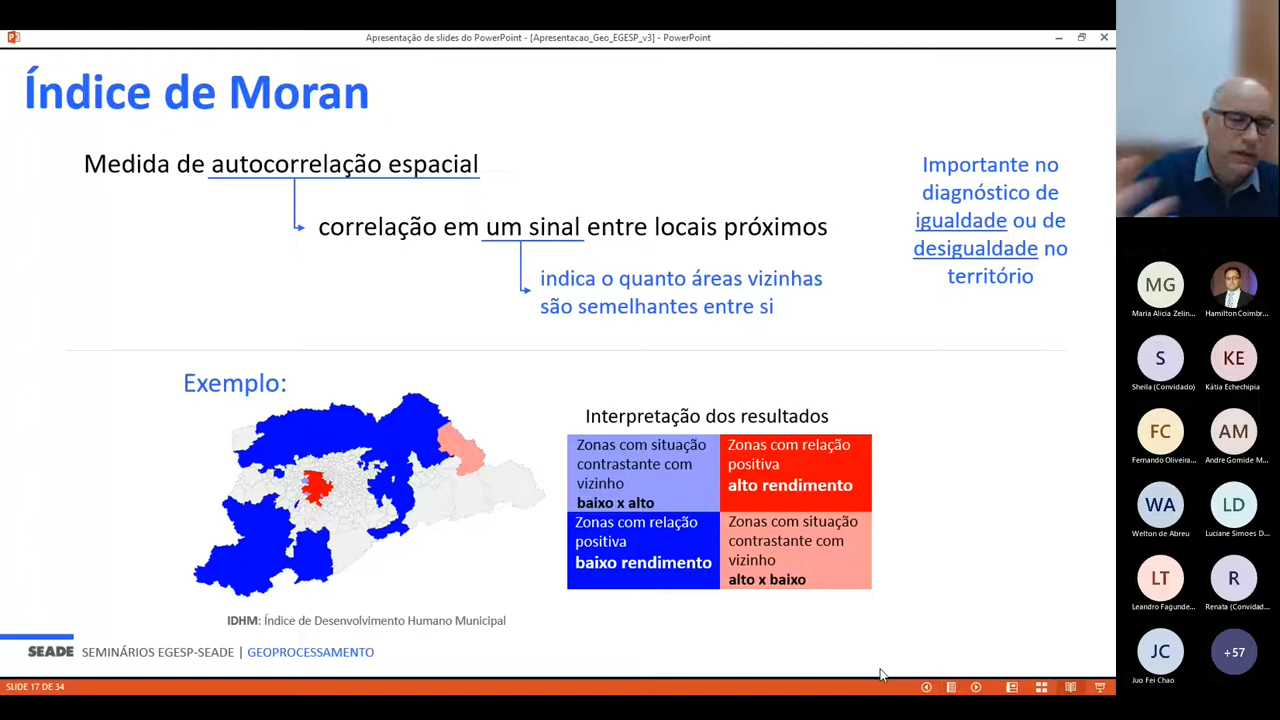 Apresentação de slides do PowerPoint - [Apresentacao_Geo_EGESP_v3] - PowerPoint
Índice de Moran
Medida de autocorrelação espacial
correlação em um sinal entre locais próximos
indica o quanto áreas vizinhas
são semelhantes entre si
Importante no
diagnóstico de
igualdade ou de
desigualdade no
território
Exemplo:
Interpretação dos resultados
Zonas com situação
contrastante com
vizinho
baixo x alto
Zonas com relação
positiva
alto rendimento
Zonas com relação
positiva
baixo rendimento
Zonas com situação
contrastante com
vizinho
alto x baixo
IDHM: Índice de Desenvolvimento Humano Municipal
SEADE SEMINÁRIOS EGESP-SEADE | GEOPROCESSAMENTO
SLIDE 17 DE 34
MG
Maria Alicia Zelin...
Hamilton Coimbr...
S
Sheila (Convidado)
KE
Kátia Echechipia
FC
Fernando Oliveira...
AM
Andre Gomide M...
WA
Welton de Abreu
LD
Luciane Simoes D...
LT
Leandro Fagunde...
R
Renata (Convidad...
JC
Juo Fei Chao
+57